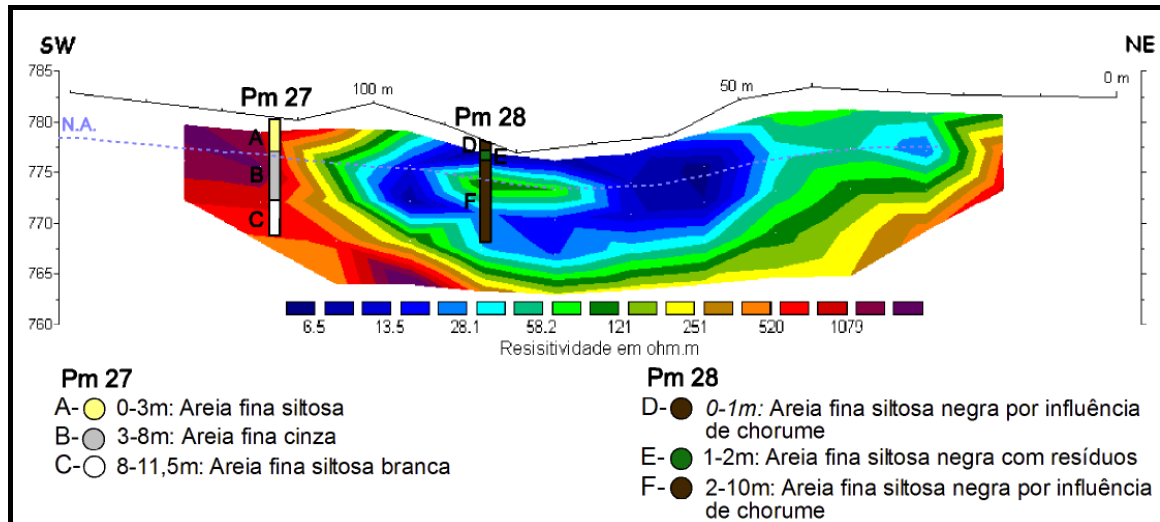 SW
NE
785
780
775
770
765
760
Pm 27
100 m
Pm 28
50 m
0 m
N.A.
A
B
C
D
E
F
6.5 13.5 28.1 58.2 121 251 520 1079
Resisitividade em ohm.m
Pm 27
A- 0-3m: Areia fina siltosa
B- 3-8m: Areia fina cinza
C- 8-11,5m: Areia fina siltosa branca
Pm 28
D- 0-1m: Areia fina siltosa negra por influência
de chorume
E- 1-2m: Areia fina siltosa negra com resíduos
F- 2-10m: Areia fina siltosa negra por influência
de chorume